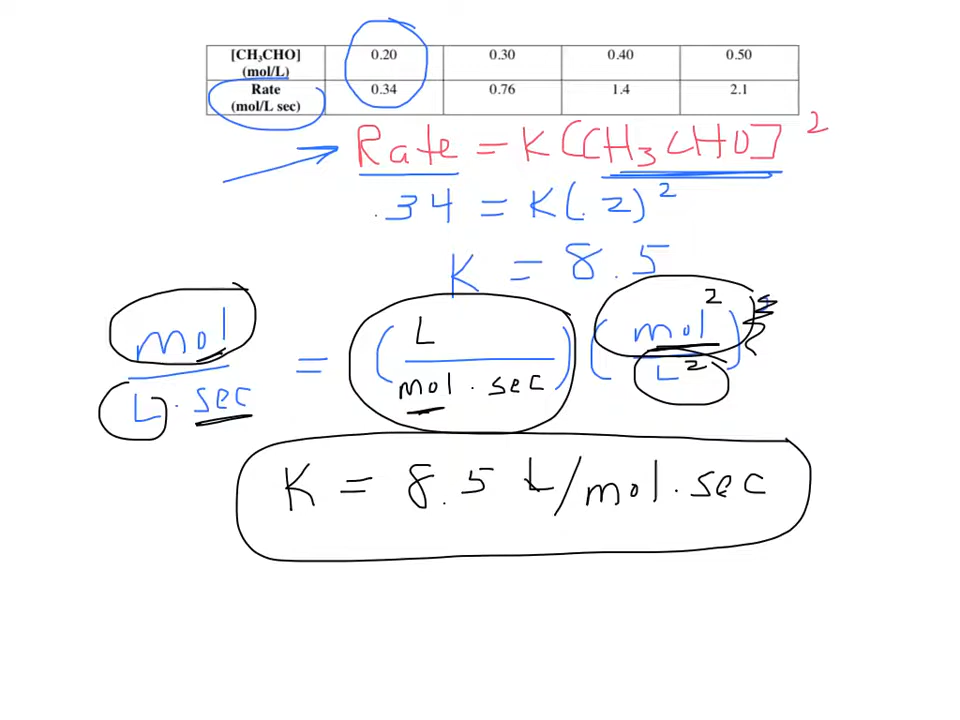 [CH₃CHO] (mol/L) 0.20 0.30 0.40 0.50
Rate (mol/L sec) 0.34 0.76 1.4 2.1
Rate = K[CH₃CHO]²
.34 = K(.2)²
K = 8.5
mol / L · sec = (L / mol · sec) (mol² / L²)
K = 8.5 L/mol.sec